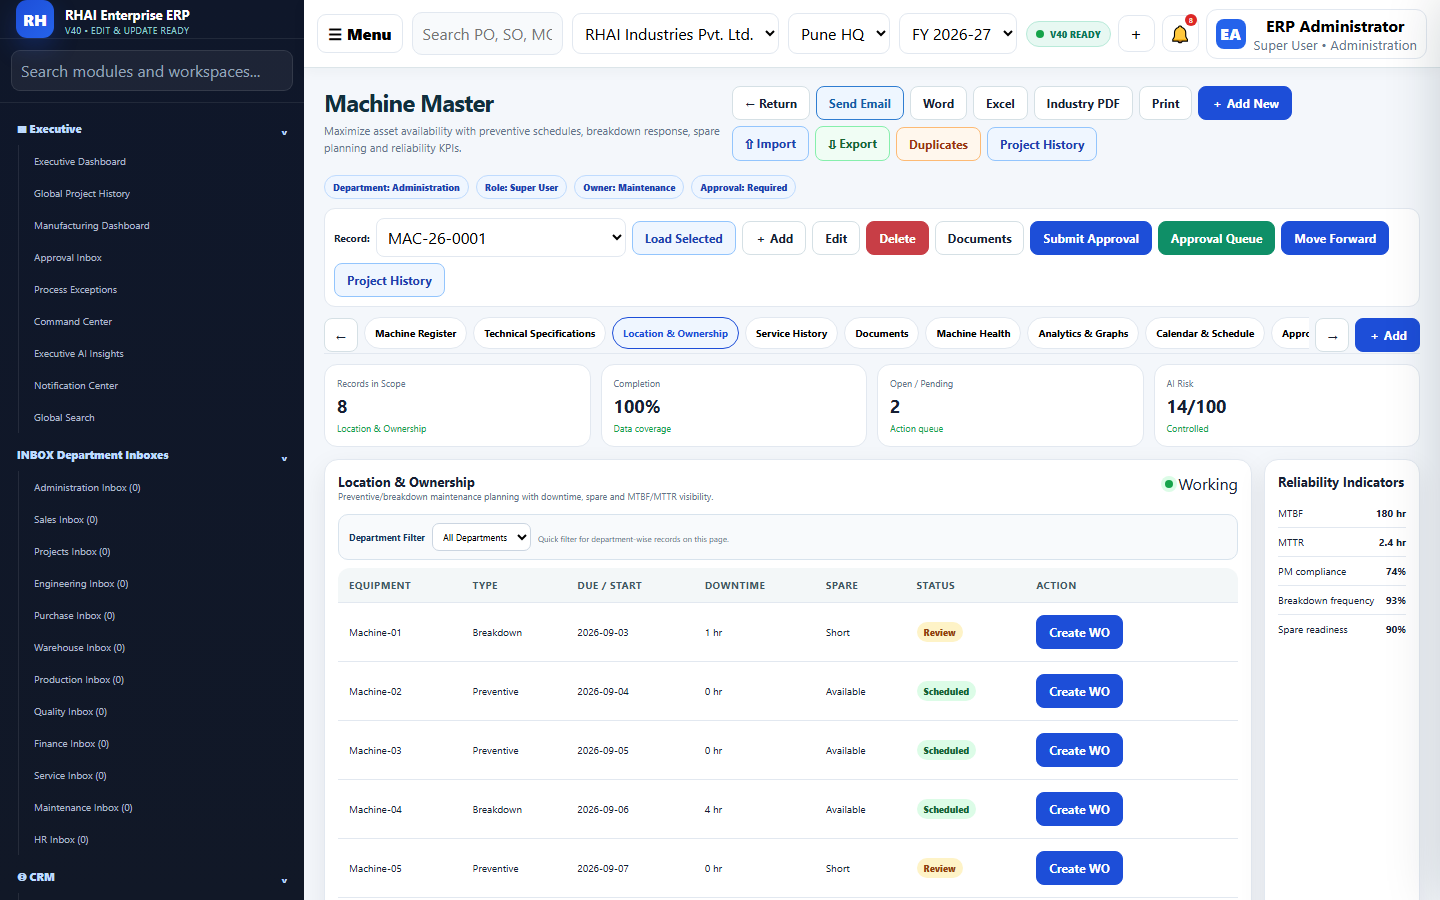 RH
RHAI Enterprise ERP
V40 • EDIT & UPDATE READY
Search modules and workspaces...
Executive
Executive Dashboard
Global Project History
Manufacturing Dashboard
Approval Inbox
Process Exceptions
Command Center
Executive AI Insights
Notification Center
Global Search
INBOX Department Inboxes
Administration Inbox (0)
Sales Inbox (0)
Projects Inbox (0)
Engineering Inbox (0)
Purchase Inbox (0)
Warehouse Inbox (0)
Production Inbox (0)
Quality Inbox (0)
Finance Inbox (0)
Service Inbox (0)
Maintenance Inbox (0)
HR Inbox (0)
CRM
☰ Menu
Search PO, SO, MC
RHAI Industries Pvt. Ltd.
Pune HQ
FY 2026-27
V40 READY
+
8
EA
ERP Administrator
Super User • Administration
Machine Master
Maximize asset availability with preventive schedules, breakdown response, spare
planning and reliability KPIs.
← Return
Send Email
Word
Excel
Industry PDF
Print
+ Add New
⇧ Import
⇩ Export
Duplicates
Project History
Department: Administration
Role: Super User
Owner: Maintenance
Approval: Required
Record:
MAC-26-0001
Load Selected
+ Add
Edit
Delete
Documents
Submit Approval
Approval Queue
Move Forward
Project History
←
Machine Register
Technical Specifications
Location & Ownership
Service History
Documents
Machine Health
Analytics & Graphs
Calendar & Schedule
Appro
→
+ Add
Records in Scope
8
Location & Ownership
Completion
100%
Data coverage
Open / Pending
2
Action queue
AI Risk
14/100
Controlled
Location & Ownership
Preventive/breakdown maintenance planning with downtime, spare and MTBF/MTTR visibility.
Working
Department Filter
All Departments
Quick filter for department-wise records on this page.
EQUIPMENT TYPE DUE / START DOWNTIME SPARE STATUS ACTION
Machine-01 Breakdown 2026-09-03 1 hr Short Review Create WO
Machine-02 Preventive 2026-09-04 0 hr Available Scheduled Create WO
Machine-03 Preventive 2026-09-05 0 hr Available Scheduled Create WO
Machine-04 Breakdown 2026-09-06 4 hr Available Scheduled Create WO
Machine-05 Preventive 2026-09-07 0 hr Short Review Create WO
Reliability Indicators
MTBF 180 hr
MTTR 2.4 hr
PM compliance 74%
Breakdown frequency 93%
Spare readiness 90%